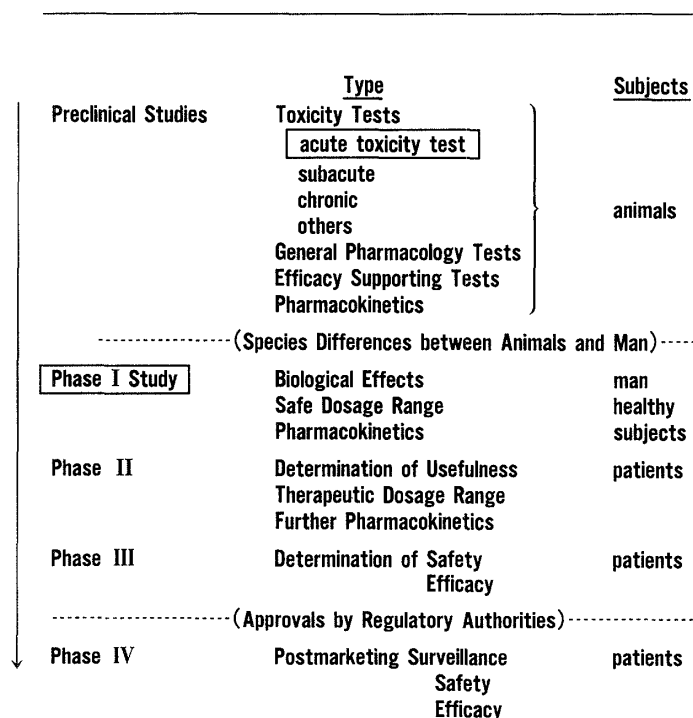 Type Subjects
Preclinical Studies Toxicity Tests
acute toxicity test
subacute
chronic
animals
others
General Pharmacology Tests
Efficacy Supporting Tests
Pharmacokinetics
(Species Differences between Animals and Man)
Phase I Study Biological Effects man
Safe Dosage Range healthy
Pharmacokinetics subjects
Phase II Determination of Usefulness patients
Therapeutic Dosage Range
Further Pharmacokinetics
Phase III Determination of Safety patients
Efficacy
(Approvals by Regulatory Authorities)
Phase IV Postmarketing Surveillance patients
Safety
Efficacy